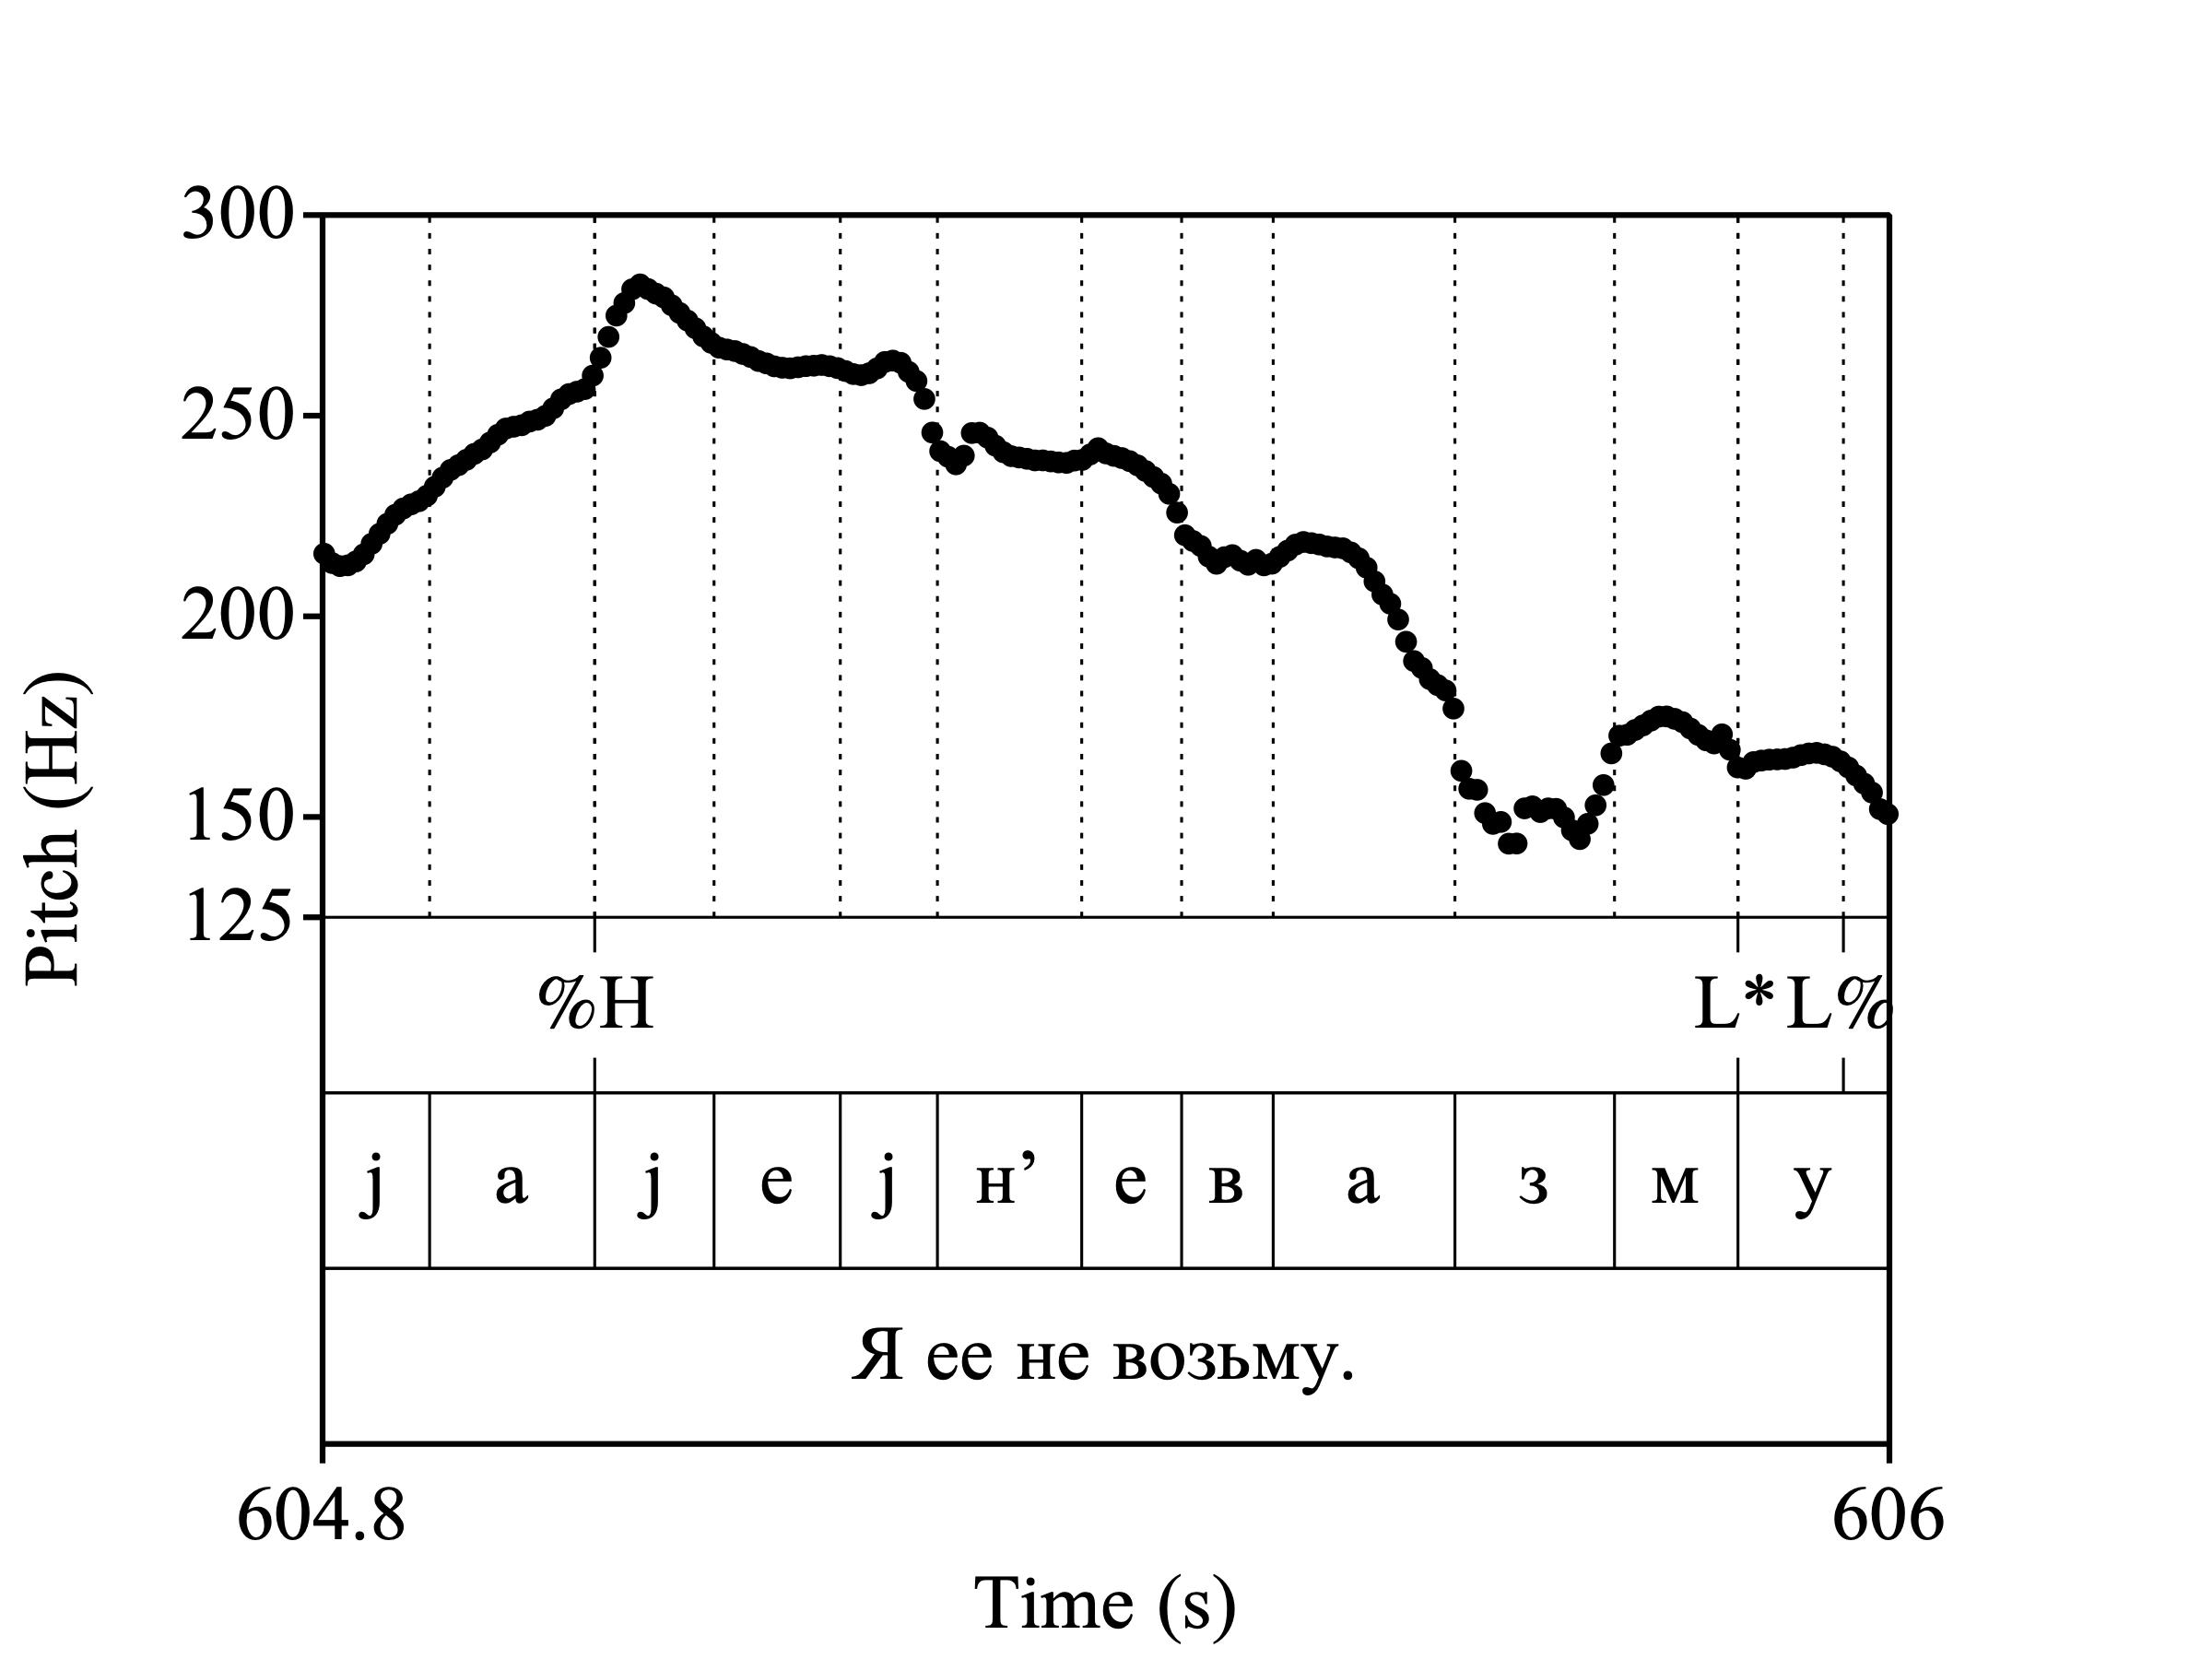 300
250
200
150
125
Pitch (Hz)
%H L* L%
j а j е j н’ е в а з м у
Я ее не возьму.
604.8 606
Time (s)